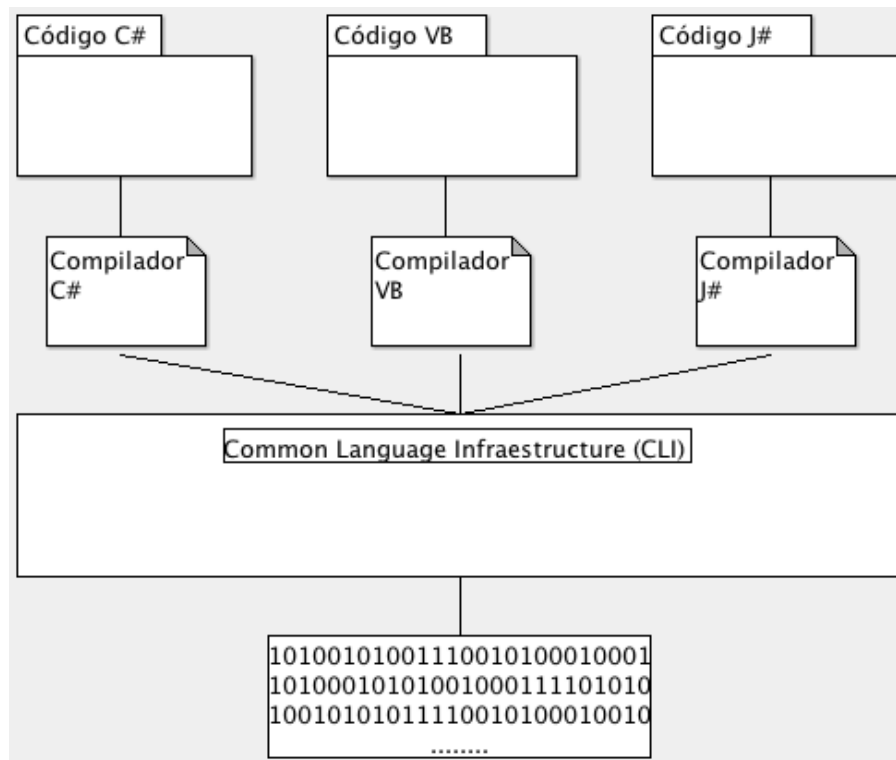 Código C#
Código VB
Código J#
Compilador
C#
Compilador
VB
Compilador
J#
Common Language Infraestructure (CLI)
10100101001110010100010001
10100010101001000111101010
10010101011110010100010010
........